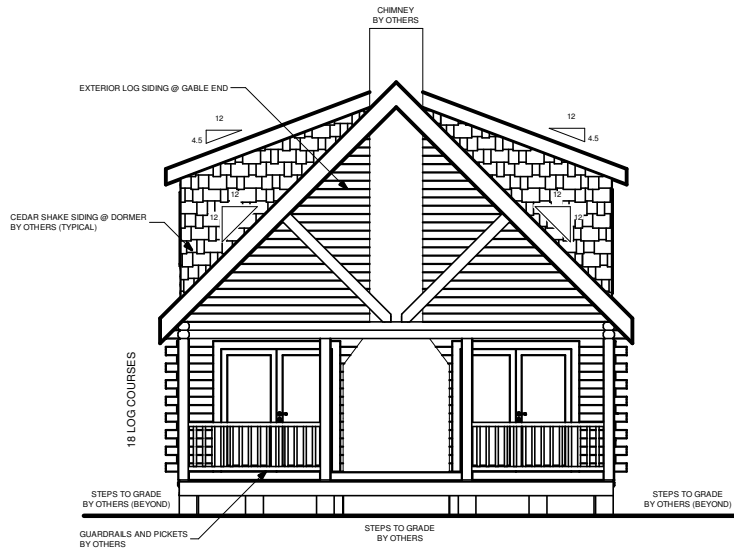 CHIMNEY
BY OTHERS
EXTERIOR LOG SIDING @ GABLE END
12
4.5
12
4.5
12
12
12
12
CEDAR SHAKE SIDING @ DORMER
BY OTHERS (TYPICAL)
18 LOG COURSES
STEPS TO GRADE
BY OTHERS (BEYOND)
STEPS TO GRADE
BY OTHERS (BEYOND)
GUARDRAILS AND PICKETS
BY OTHERS
STEPS TO GRADE
BY OTHERS